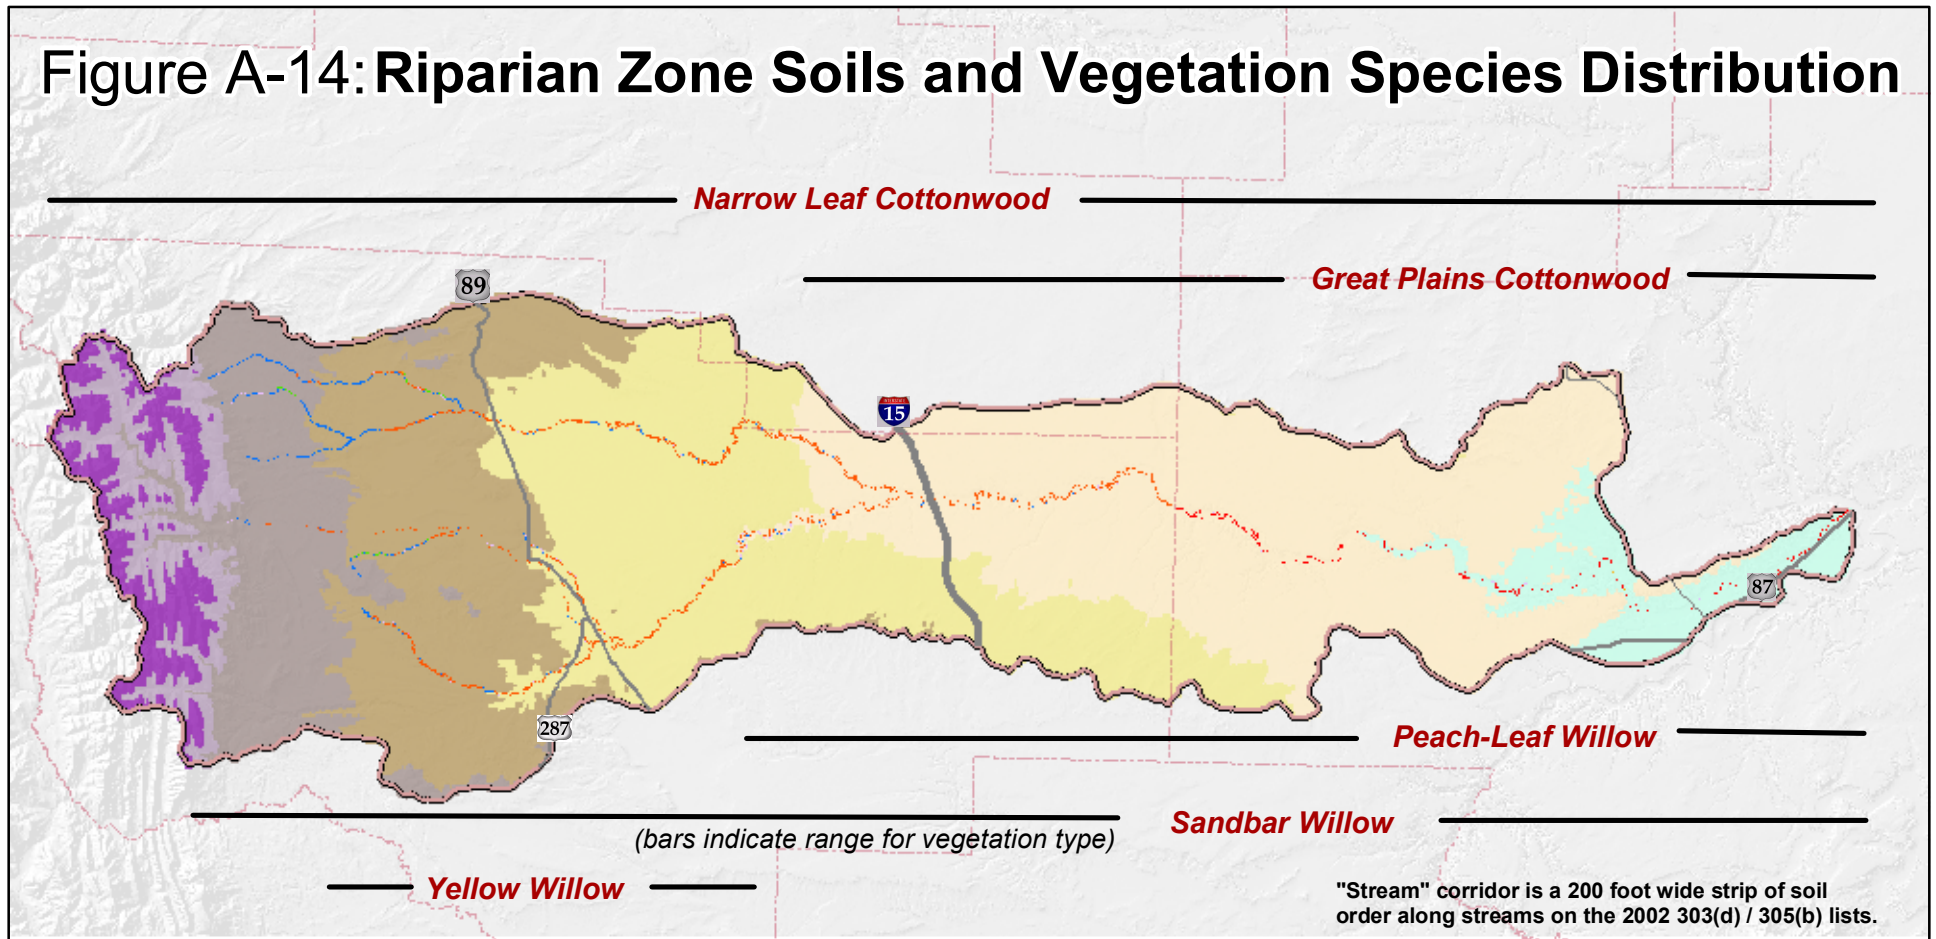 Figure A-14: Riparian Zone Soils and Vegetation Species Distribution
Narrow Leaf Cottonwood
Great Plains Cottonwood
89
15
87
287
Peach-Leaf Willow
Sandbar Willow
(bars indicate range for vegetation type)
Yellow Willow
"Stream" corridor is a 200 foot wide strip of soil
order along streams on the 2002 303(d) / 305(b) lists.